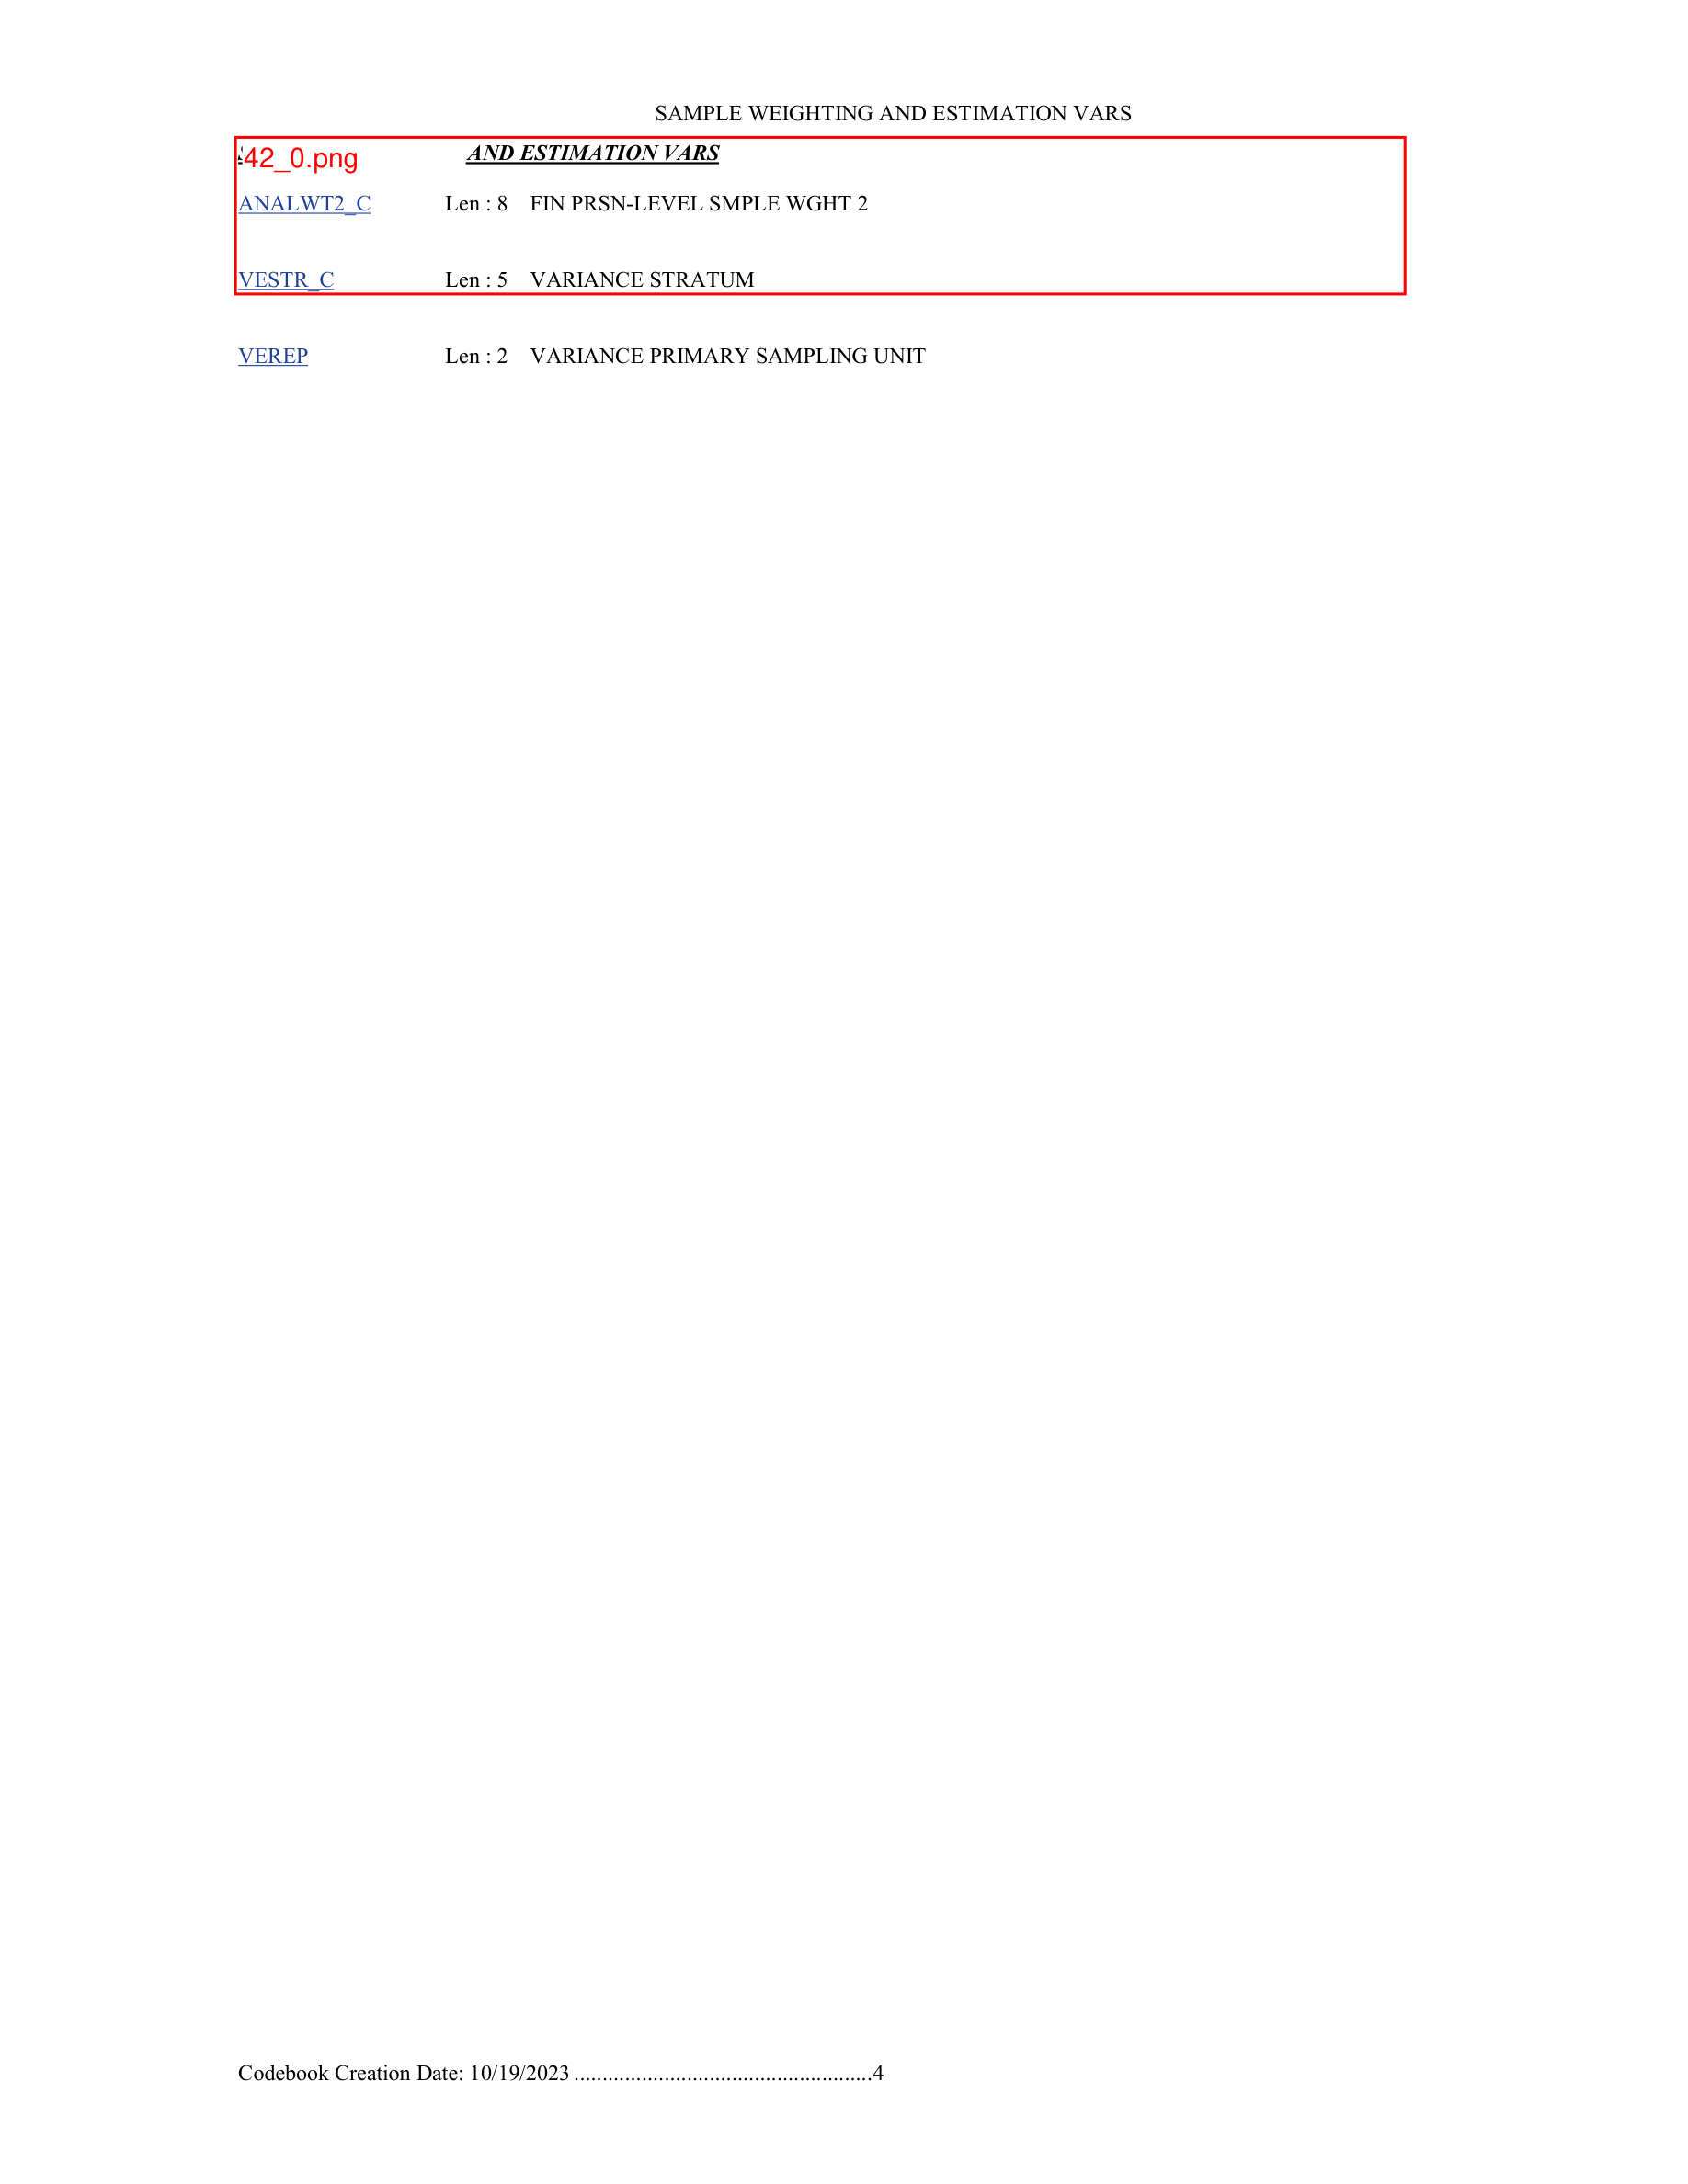 SAMPLE WEIGHTING AND ESTIMATION VARS
42_0.png AND ESTIMATION VARS
ANALWT2_C Len : 8 FIN PRSN-LEVEL SMPLE WGHT 2
VESTR_C Len : 5 VARIANCE STRATUM
VEREP Len : 2 VARIANCE PRIMARY SAMPLING UNIT
Codebook Creation Date: 10/19/2023 .....................................................4